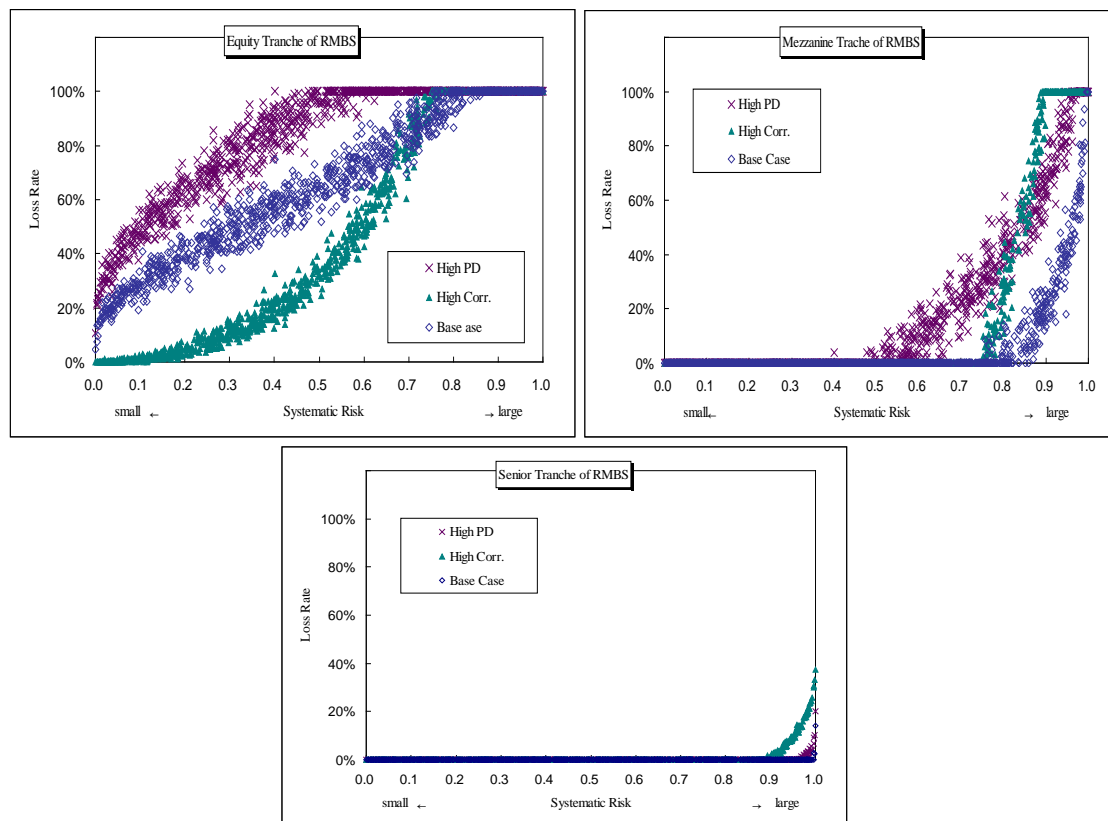 Equity Tranche of RMBS
Loss Rate
100%
80%
60%
40%
20%
0%
High PD
High Corr.
Base ase
0.0 0.1 0.2 0.3 0.4 0.5 0.6 0.7 0.8 0.9 1.0
small ← Systematic Risk → large
Mezzanine Trache of RMBS
Loss Rate
100%
80%
60%
40%
20%
0%
High PD
High Corr.
Base Case
0.0 0.1 0.2 0.3 0.4 0.5 0.6 0.7 0.8 0.9 1.0
small← Systematic Risk → large
Senior Tranche of RMBS
Loss Rate
100%
80%
60%
40%
20%
0%
High PD
High Corr.
Base Case
0.0 0.1 0.2 0.3 0.4 0.5 0.6 0.7 0.8 0.9 1.0
small ← Systematic Risk → large